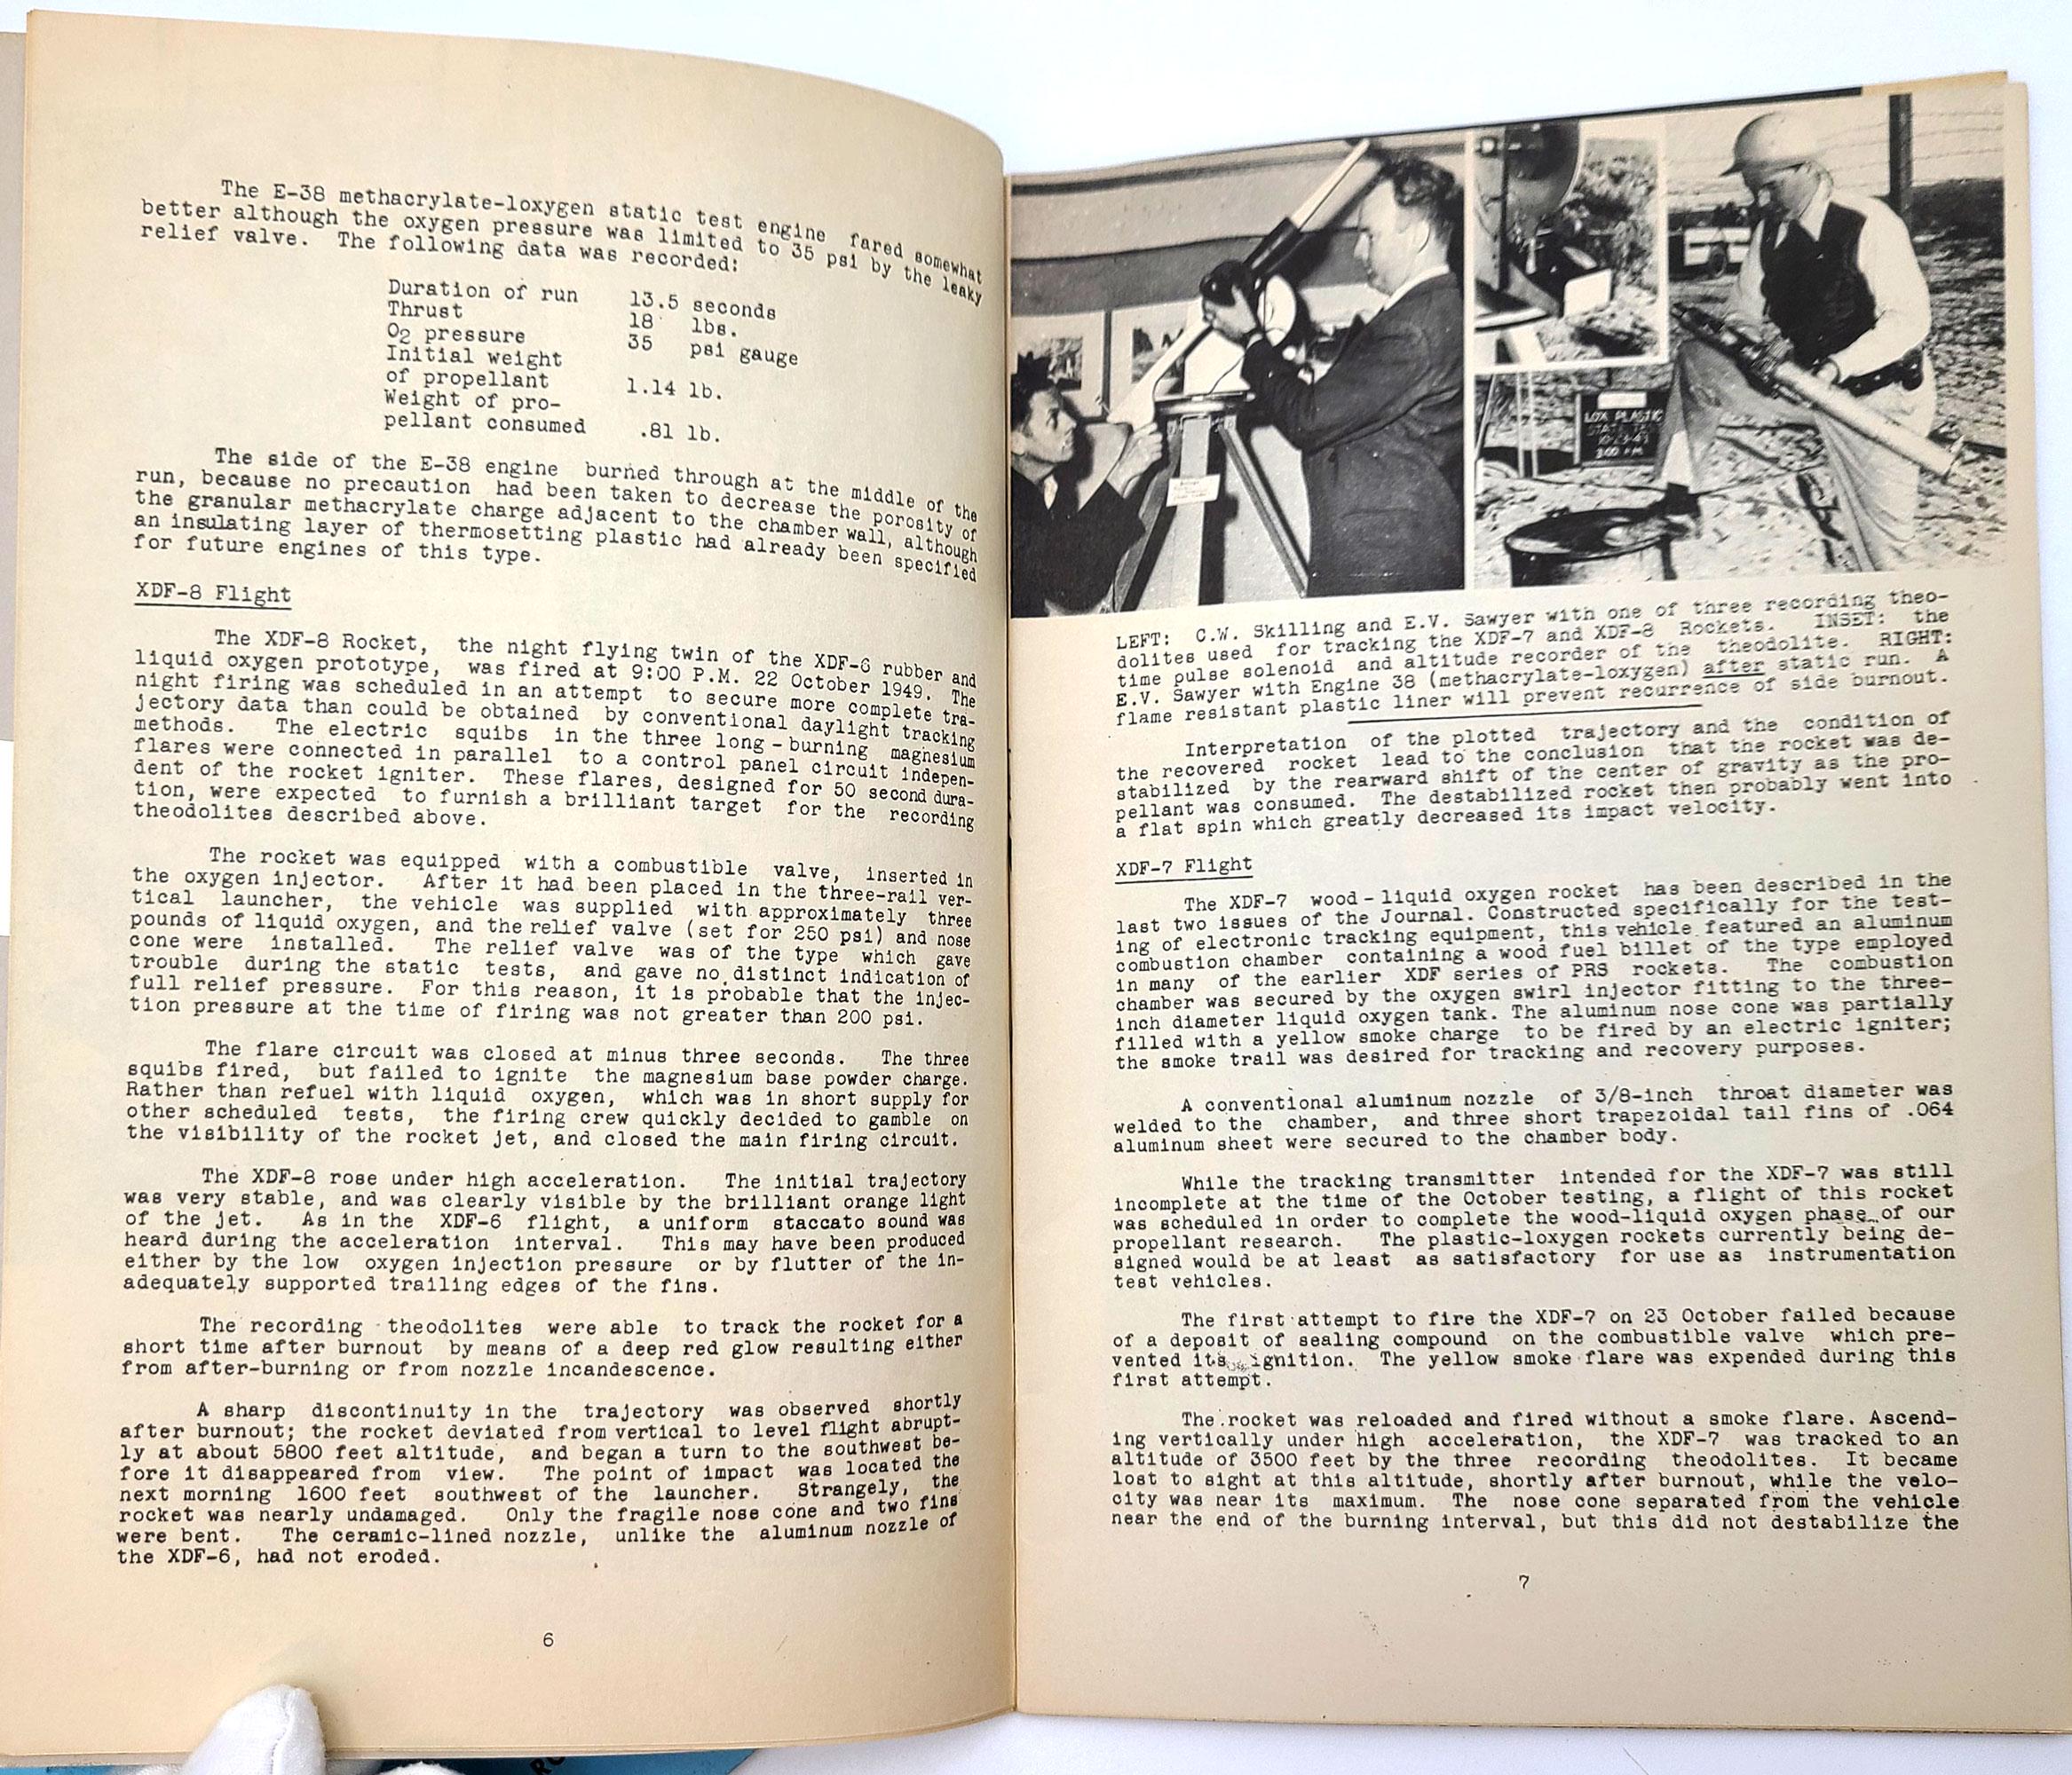 The E-38 methacrylate-loxygen static test engine fared somewhat
better although the oxygen pressure was limited to 35 psi by the leaky
relief valve. The following data was recorded:
Duration of run 13.5 seconds
Thrust 18 lbs.
O2 pressure 35 psi gauge
Initial weight
of propellant 1.14 lb.
Weight of pro-
pellant consumed .81 lb.
The side of the E-38 engine burned through at the middle of the
run, because no precaution had been taken to decrease the porosity of
the granular methacrylate charge adjacent to the chamber wall, although
an insulating layer of thermosetting plastic had already been specified
for future engines of this type.
XDF-8 Flight
The XDF-8 Rocket, the night flying twin of the XDF-6 rubber and
liquid oxygen prototype, was fired at 9:00 P.M. 22 October 1949. The
night firing was scheduled in an attempt to secure more complete tra-
jectory data than could be obtained by conventional daylight tracking
methods. The electric squibs in the three long-burning magnesium
flares were connected in parallel to a control panel circuit indepen-
dent of the rocket igniter. These flares, designed for 50 second dura-
tion, were expected to furnish a brilliant target for the recording
theodolites described above.
The rocket was equipped with a combustible valve, inserted in
the oxygen injector. After it had been placed in the three-rail ver-
tical launcher, the vehicle was supplied with approximately three
pounds of liquid oxygen, and the relief valve (set for 250 psi) and nose
cone were installed. The relief valve was of the type which gave
trouble during the static tests, and gave no distinct indication of
full relief pressure. For this reason, it is probable that the injec-
tion pressure at the time of firing was not greater than 200 psi.
The flare circuit was closed at minus three seconds. The three
squibs fired, but failed to ignite the magnesium base powder charge.
Rather than refuel with liquid oxygen, which was in short supply for
other scheduled tests, the firing crew quickly decided to gamble on
the visibility of the rocket jet, and closed the main firing circuit.
The XDF-8 rose under high acceleration. The initial trajectory
was very stable, and was clearly visible by the brilliant orange light
of the jet. As in the XDF-6 flight, a uniform staccato sound was
heard during the acceleration interval. This may have been produced
either by the low oxygen injection pressure or by flutter of the in-
adequately supported trailing edges of the fins.
The recording theodolites were able to track the rocket for a
short time after burnout by means of a deep red glow resulting either
from after-burning or from nozzle incandescence.
A sharp discontinuity in the trajectory was observed shortly
after burnout; the rocket deviated from vertical to level flight abrupt-
ly at about 5800 feet altitude, and began a turn to the southwest be-
fore it disappeared from view. The point of impact was located the
next morning 1600 feet southwest of the launcher. Strangely, the
rocket was nearly undamaged. Only the fragile nose cone and two fins
were bent. The ceramic-lined nozzle, unlike the aluminum nozzle of
the XDF-6, had not eroded.
6
LOX PLASTIC
LEFT: C.W. Skilling and E.V. Sawyer with one of three recording theo-
dolites used for tracking the XDF-7 and XDF-8 Rockets. INSET: the
time pulse solenoid and altitude recorder of the theodolite. RIGHT:
E.V. Sawyer with Engine 38 (methacrylate-loxygen) after static run. A
flame resistant plastic liner will prevent recurrence of side burnout.
Interpretation of the plotted trajectory and the condition of
the recovered rocket lead to the conclusion that the rocket was de-
stabilized by the rearward shift of the center of gravity as the pro-
pellant was consumed. The destabilized rocket then probably went into
a flat spin which greatly decreased its impact velocity.
XDF-7 Flight
The XDF-7 wood-liquid oxygen rocket has been described in the
last two issues of the Journal. Constructed specifically for the test-
ing of electronic tracking equipment, this vehicle featured an aluminum
combustion chamber containing a wood fuel billet of the type employed
in many of the earlier XDF series of PRS rockets. The combustion
chamber was secured by the oxygen swirl injector fitting to the three-
inch diameter liquid oxygen tank. The aluminum nose cone was partially
filled with a yellow smoke charge to be fired by an electric igniter;
the smoke trail was desired for tracking and recovery purposes.
A conventional aluminum nozzle of 3/8-inch throat diameter was
welded to the chamber, and three short trapezoidal tail fins of .064
aluminum sheet were secured to the chamber body.
While the tracking transmitter intended for the XDF-7 was still
incomplete at the time of the October testing, a flight of this rocket
was scheduled in order to complete the wood-liquid oxygen phase of our
propellant research. The plastic-loxygen rockets currently being de-
signed would be at least as satisfactory for use as instrumentation
test vehicles.
The first attempt to fire the XDF-7 on 23 October failed because
of a deposit of sealing compound on the combustible valve which pre-
vented its ignition. The yellow smoke flare was expended during this
first attempt.
The rocket was reloaded and fired without a smoke flare. Ascend-
ing vertically under high acceleration, the XDF-7 was tracked to an
altitude of 3500 feet by the three recording theodolites. It became
lost to sight at this altitude, shortly after burnout, while the velo-
city was near its maximum. The nose cone separated from the vehicle
near the end of the burning interval, but this did not destabilize the
7